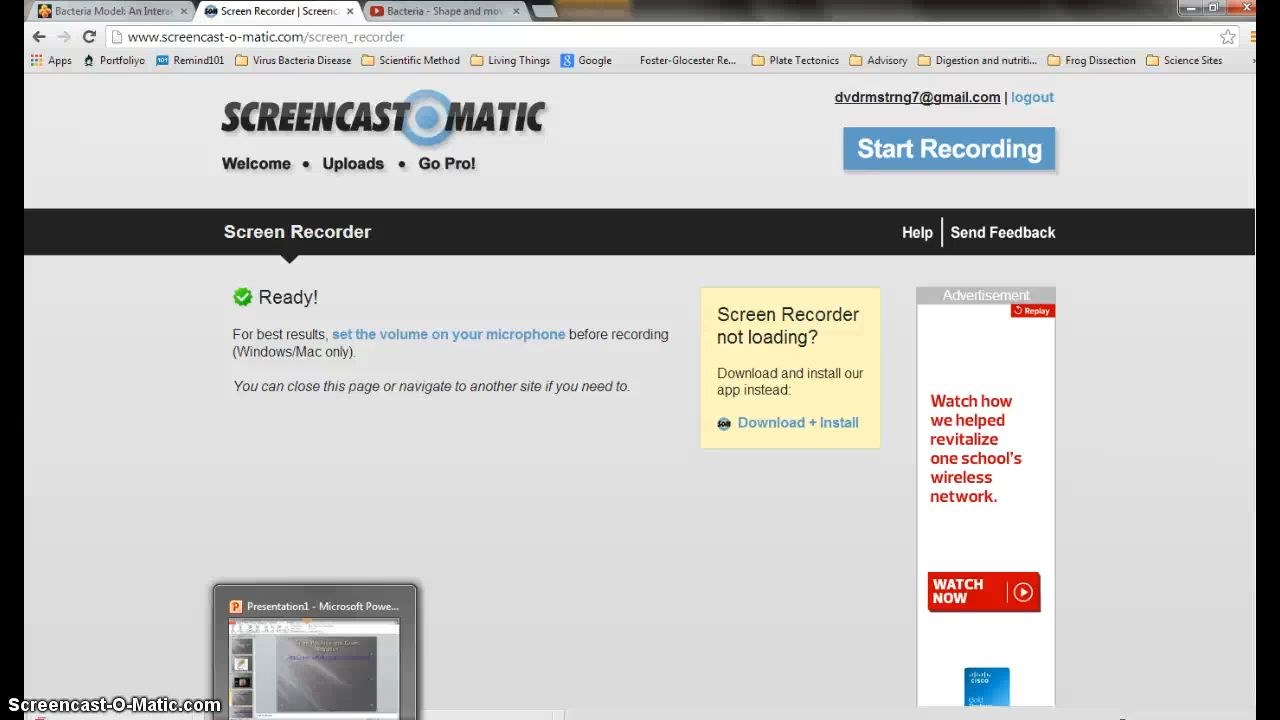 Bacteria Model: An Intera
Screen Recorder | Screenc
Bacteria - Shape and mov
www.screencast-o-matic.com/screen_recorder
Apps Portfoliyo Remind101 Virus Bacteria Disease Scientific Method Living Things Google Foster-Glocester Re... Plate Tectonics Advisory Digestion and nutriti... Frog Dissection Science Sites
dvdrmstrng7@gmail.com | logout
SCREENCAST O MATIC
Start Recording
Welcome • Uploads • Go Pro!
Screen Recorder
Help | Send Feedback
Ready!
For best results, set the volume on your microphone before recording
(Windows/Mac only).
You can close this page or navigate to another site if you need to.
Screen Recorder
not loading?
Download and install our
app instead:
SOM Download + Install
Advertisement
Replay
Watch how
we helped
revitalize
one school's
wireless
network.
WATCH
NOW
CISCO
Gold
Presentation1 - Microsoft Powe...
Screencast-O-Matic.com